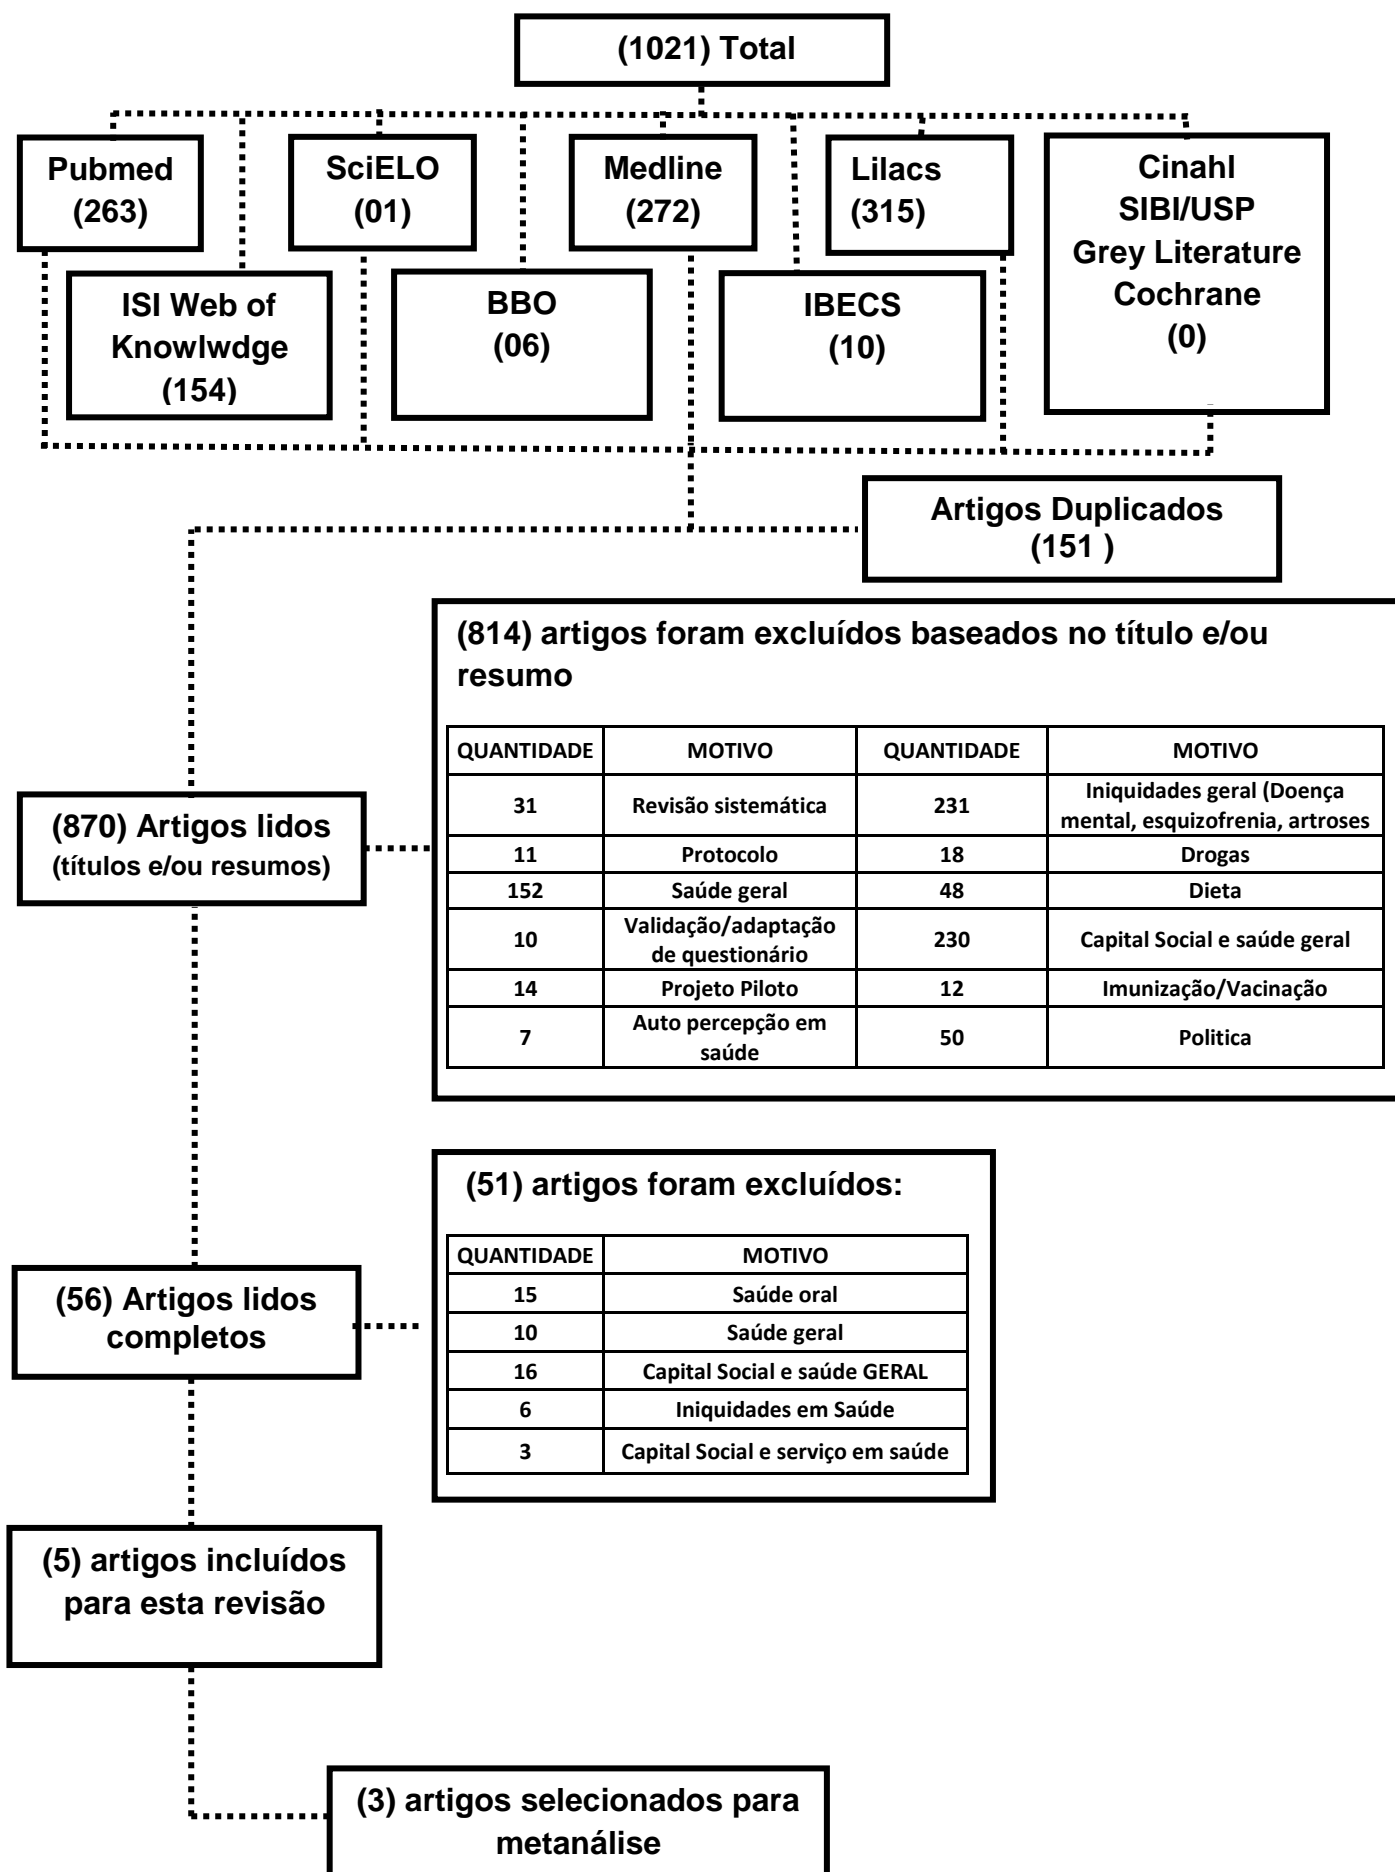 (1021) Total
Pubmed
(263)
SciELO
(01)
Medline
(272)
Lilacs
(315)
Cinahl
SIBI/USP
Grey Literature
Cochrane
(0)
ISI Web of
Knowlwdge
(154)
BBO
(06)
IBECS
(10)
Artigos Duplicados
(151 )
(814) artigos foram excluídos baseados no título e/ou
resumo
QUANTIDADE MOTIVO QUANTIDADE MOTIVO
31 Revisão sistemática 231 Iniquidades geral (Doença
mental, esquizofrenia, artroses
11 Protocolo 18 Drogas
152 Saúde geral 48 Dieta
10 Validação/adaptação
de questionário 230 Capital Social e saúde geral
14 Projeto Piloto 12 Imunização/Vacinação
7 Auto percepção em
saúde 50 Politica
(870) Artigos lidos
(títulos e/ou resumos)
(51) artigos foram excluídos:
QUANTIDADE MOTIVO
15 Saúde oral
10 Saúde geral
16 Capital Social e saúde GERAL
6 Iniquidades em Saúde
3 Capital Social e serviço em saúde
(56) Artigos lidos
completos
(5) artigos incluídos
para esta revisão
(3) artigos selecionados para
metanálise